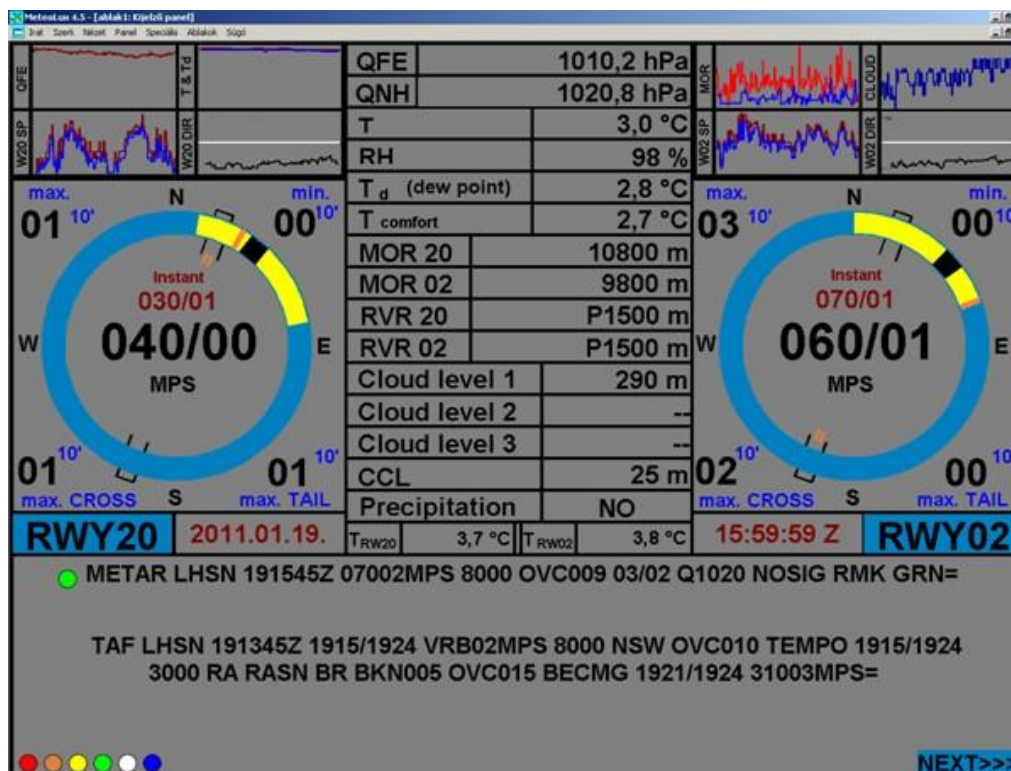 MeteoLux 4.5 - [ablak1: Kijelző panel]
Irat Szerk Nézet Panel Speciális Ablakok Súgó
QFE
T & Td
W20 SP
W20 DIR
QFE 1010,2 hPa
QNH 1020,8 hPa
T 3,0 °C
RH 98 %
T d (dew point) 2,8 °C
T comfort 2,7 °C
MOR 20 10800 m
MOR 02 9800 m
RVR 20 P1500 m
RVR 02 P1500 m
Cloud level 1 290 m
Cloud level 2 --
Cloud level 3 --
CCL 25 m
Precipitation NO
T RW20 3,7 °C T RW02 3,8 °C
MOR
CLOUD
W02 SP
W02 DIR
max. N min.
01 10' 00 10'
Instant
030/01
W 040/00 E
MPS
01 10' 01 10'
max. CROSS S max. TAIL
RWY20 2011.01.19.
max. N min.
03 10' 00 10
Instant
070/01
W 060/01 E
MPS
02 10' 00 10
max. CROSS S max. TAIL
15:59:59 Z RWY02
METAR LHSN 191545Z 07002MPS 8000 OVC009 03/02 Q1020 NOSIG RMK GRN=
TAF LHSN 191345Z 1915/1924 VRB02MPS 8000 NSW OVC010 TEMPO 1915/1924
3000 RA RASN BR BKN005 OVC015 BECMG 1921/1924 31003MPS=
NEXT>>>